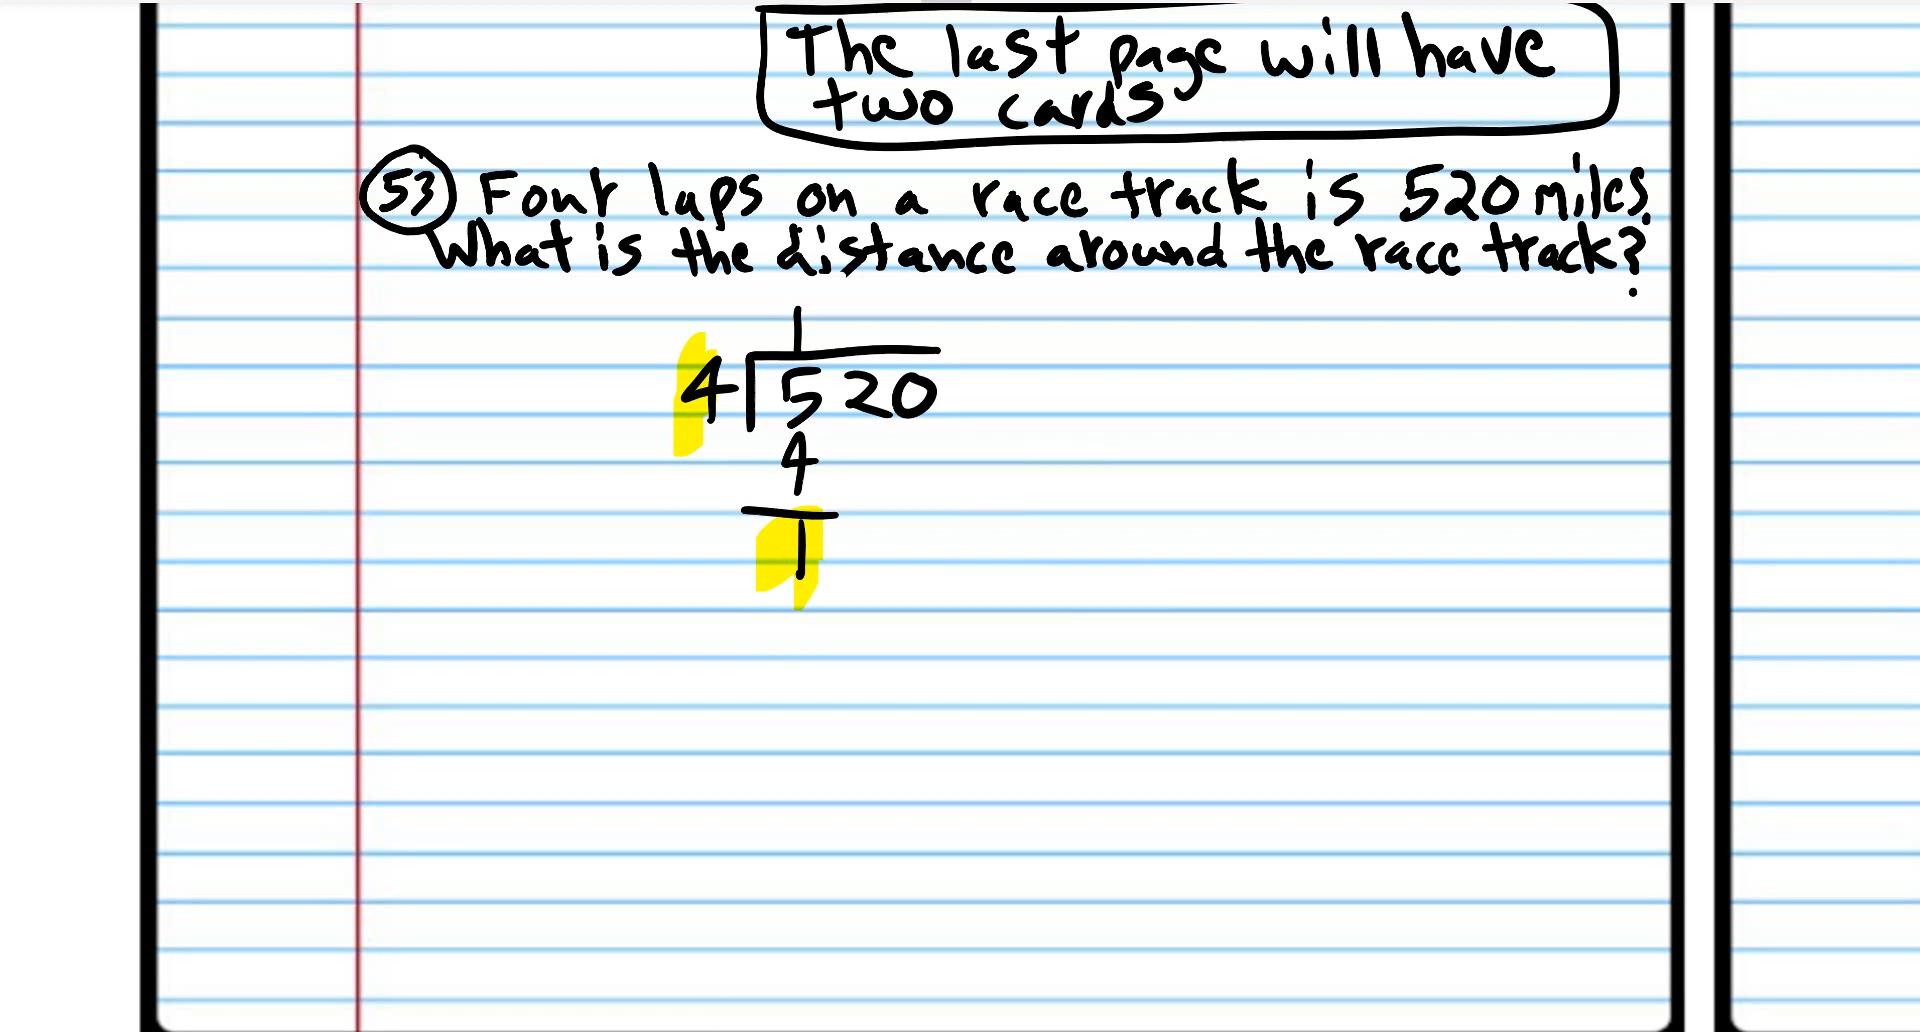 The last page will have
two cards
53 Four laps on a race track is 520 miles.
What is the distance around the race track?
1
4 520
4
1